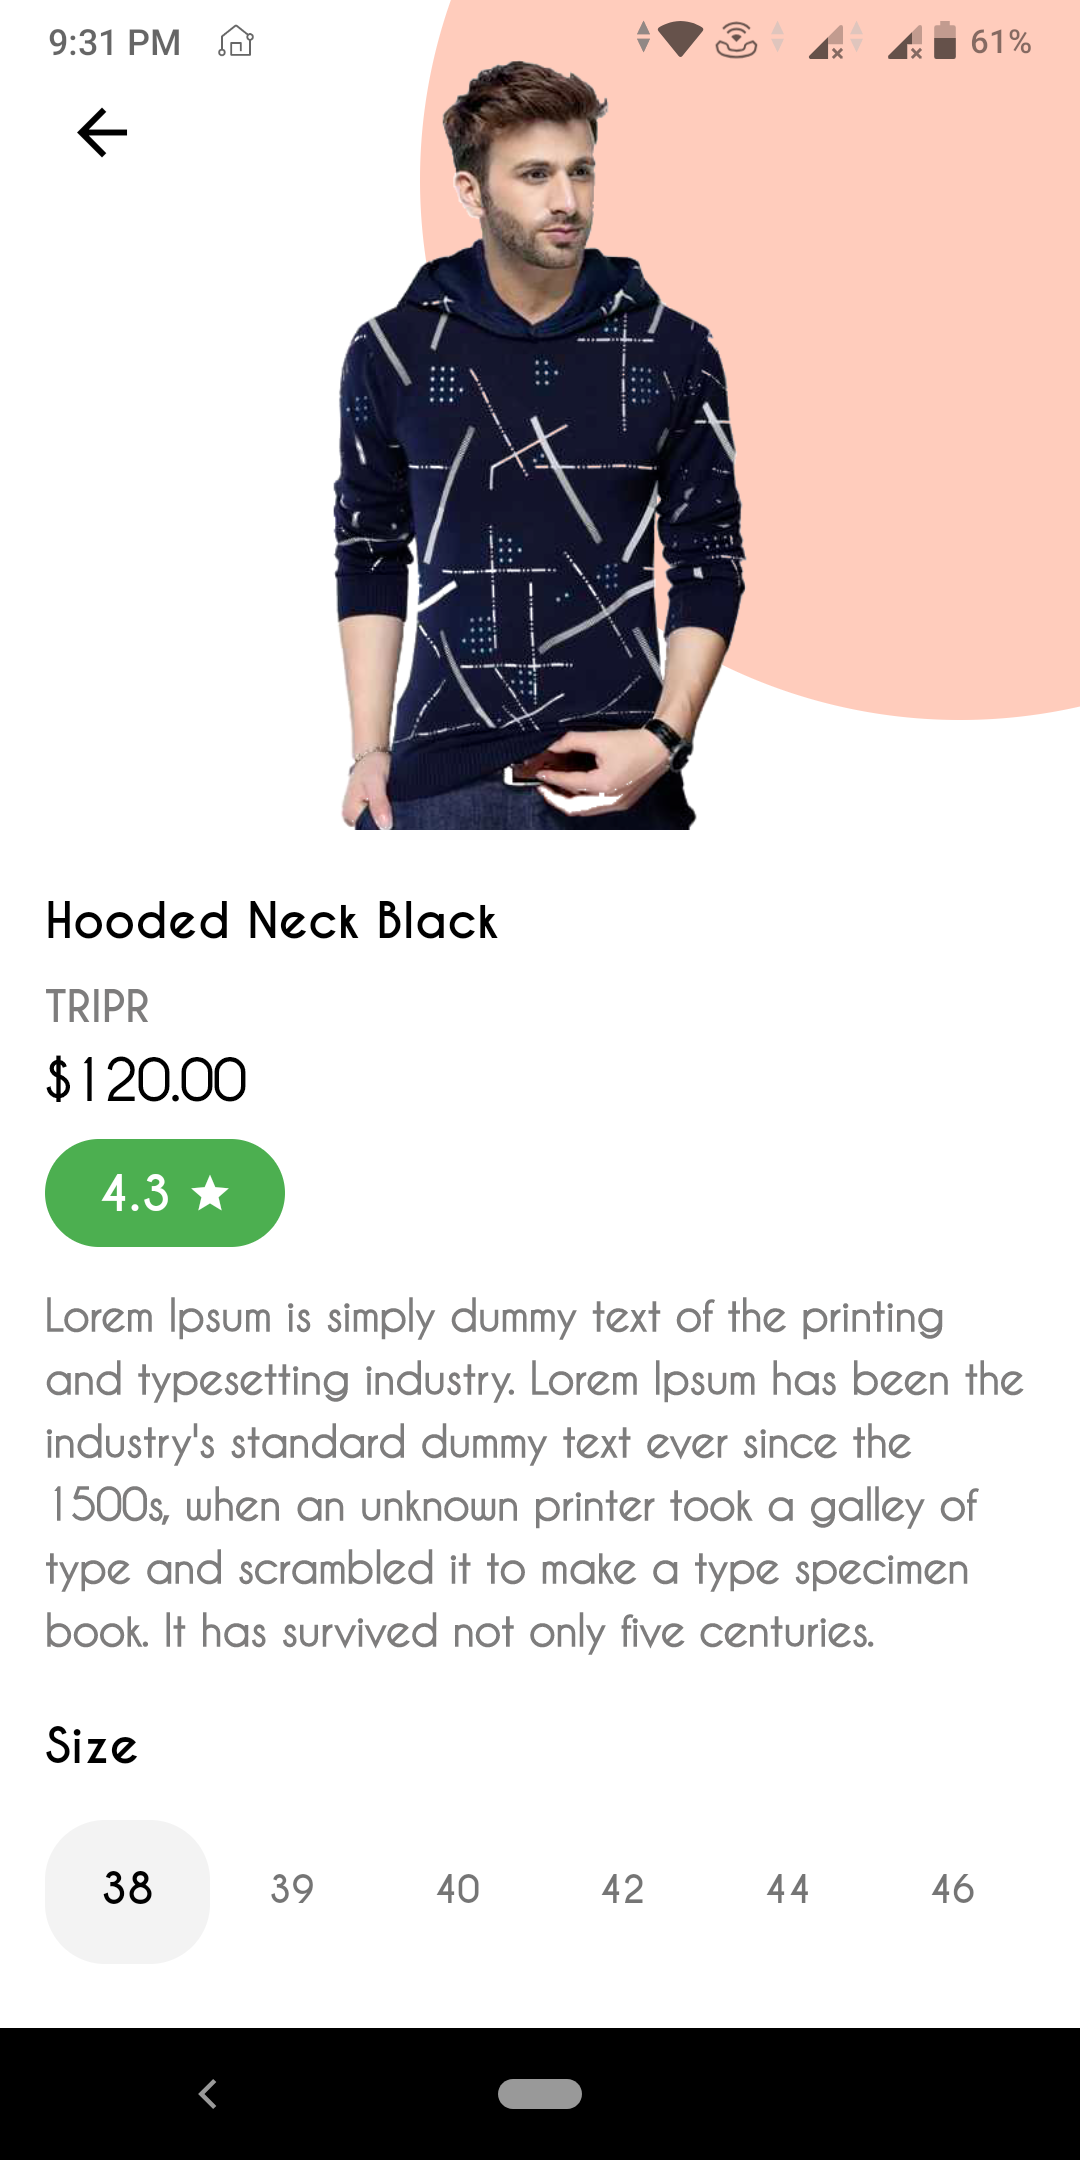 9:31 PM
61%
Hooded Neck Black
TRIPR
$120.00
4.3
Lorem Ipsum is simply dummy text of the printing
and typesetting industry. Lorem Ipsum has been the
industry's standard dummy text ever since the
1500s, when an unknown printer took a galley of
type and scrambled it to make a type specimen
book. It has survived not only five centuries.
Size
38 39 40 42 44 46